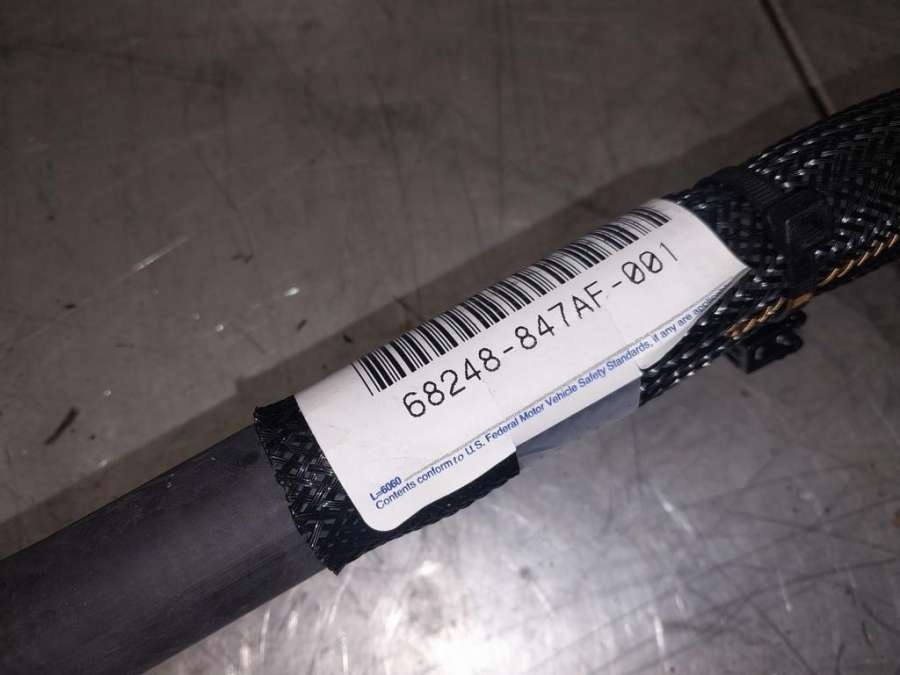 68248-847AF-001
L=6060
Contents conform to U.S. Federal Motor Vehicle Safety Standards, if any are